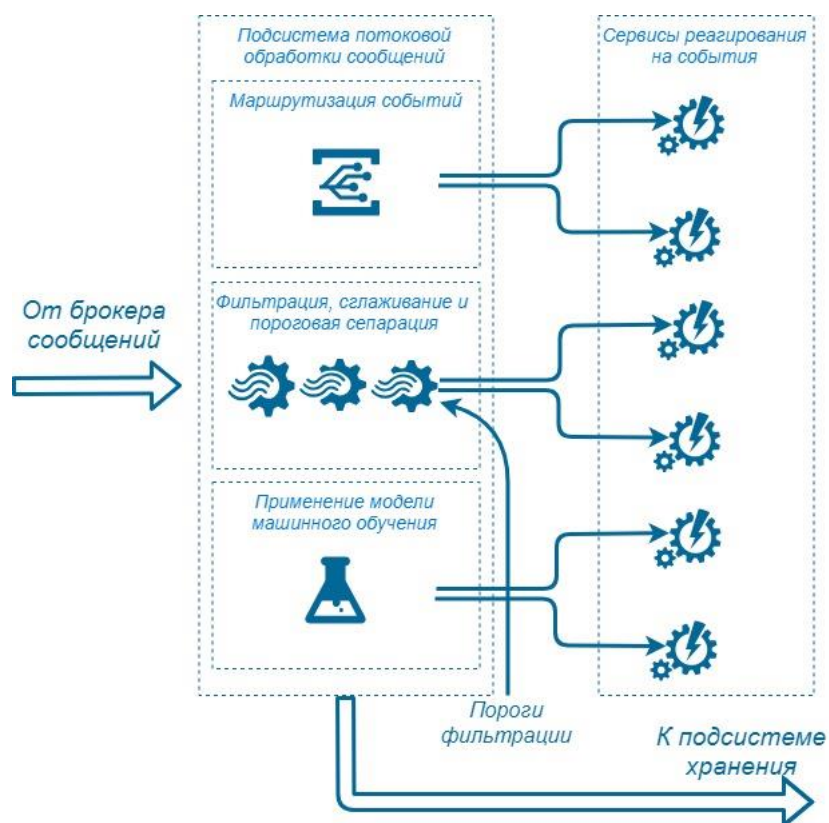 Подсистема потоковой
обработки сообщений
Сервисы реагирования
на события
Маршрутизация событий
От брокера
сообщений
Фильтрация, сглаживание и
пороговая сепарация
Применение модели
машинного обучения
Пороги
фильтрации
К подсистеме
хранения